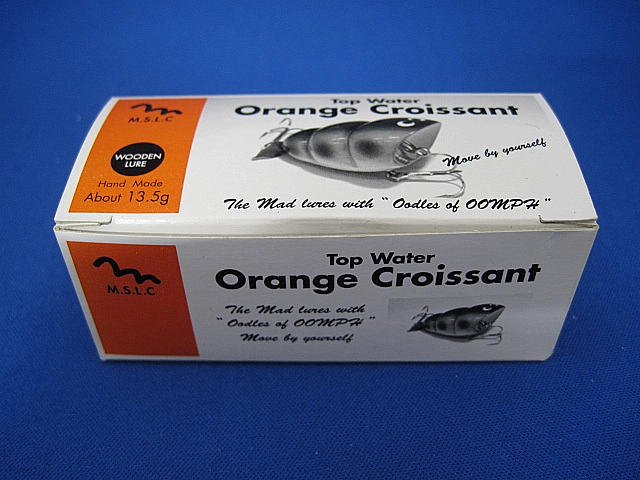 M.S.L.C
WOODEN
LURE
Hand Made
About 13.5g
Top Water
Orange Croissant
Move by yourself
The Mad lures with " Oodles of OOMPH "
M.S.L.C
Top Water
Orange Croissant
The Mad lures with
" Oodles of OOMPH "
Move by yourself